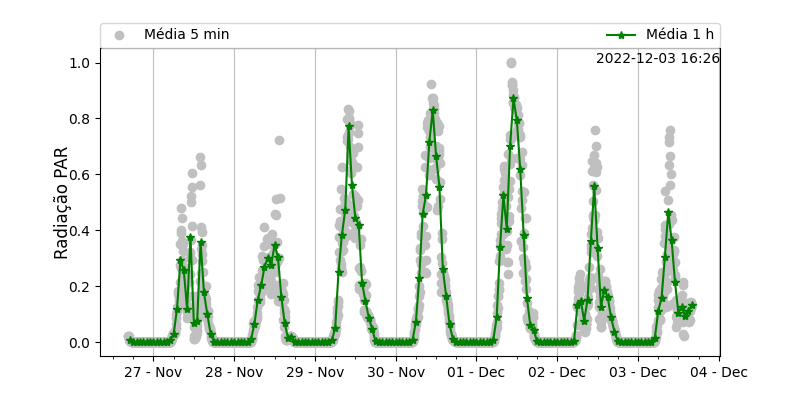 Média 5 min
Média 1 h
2022-12-03 16:26
1.0
0.8
0.6
0.4
0.2
0.0
Radiação PAR
27 - Nov
28 - Nov
29 - Nov
30 - Nov
01 - Dec
02 - Dec
03 - Dec
04 - Dec